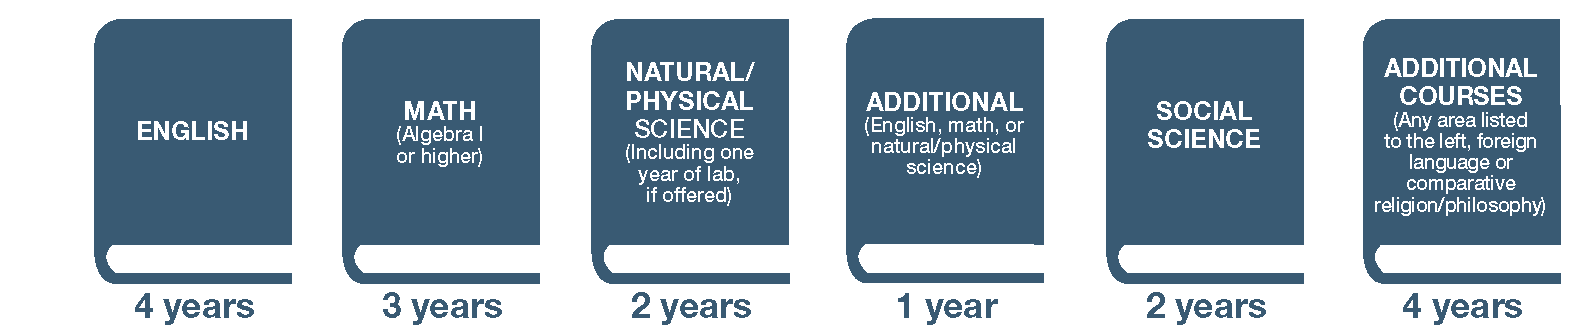 ENGLISH
4 years
MATH
(Algebra I
or higher)
3 years
NATURAL/
PHYSICAL
SCIENCE
(Including one
year of lab,
if offered)
2 years
ADDITIONAL
(English, math, or
natural/physical
science)
1 year
SOCIAL
SCIENCE
2 years
ADDITIONAL
COURSES
(Any area listed
to the left, foreign
language or
comparative
religion/philosophy)
4 years